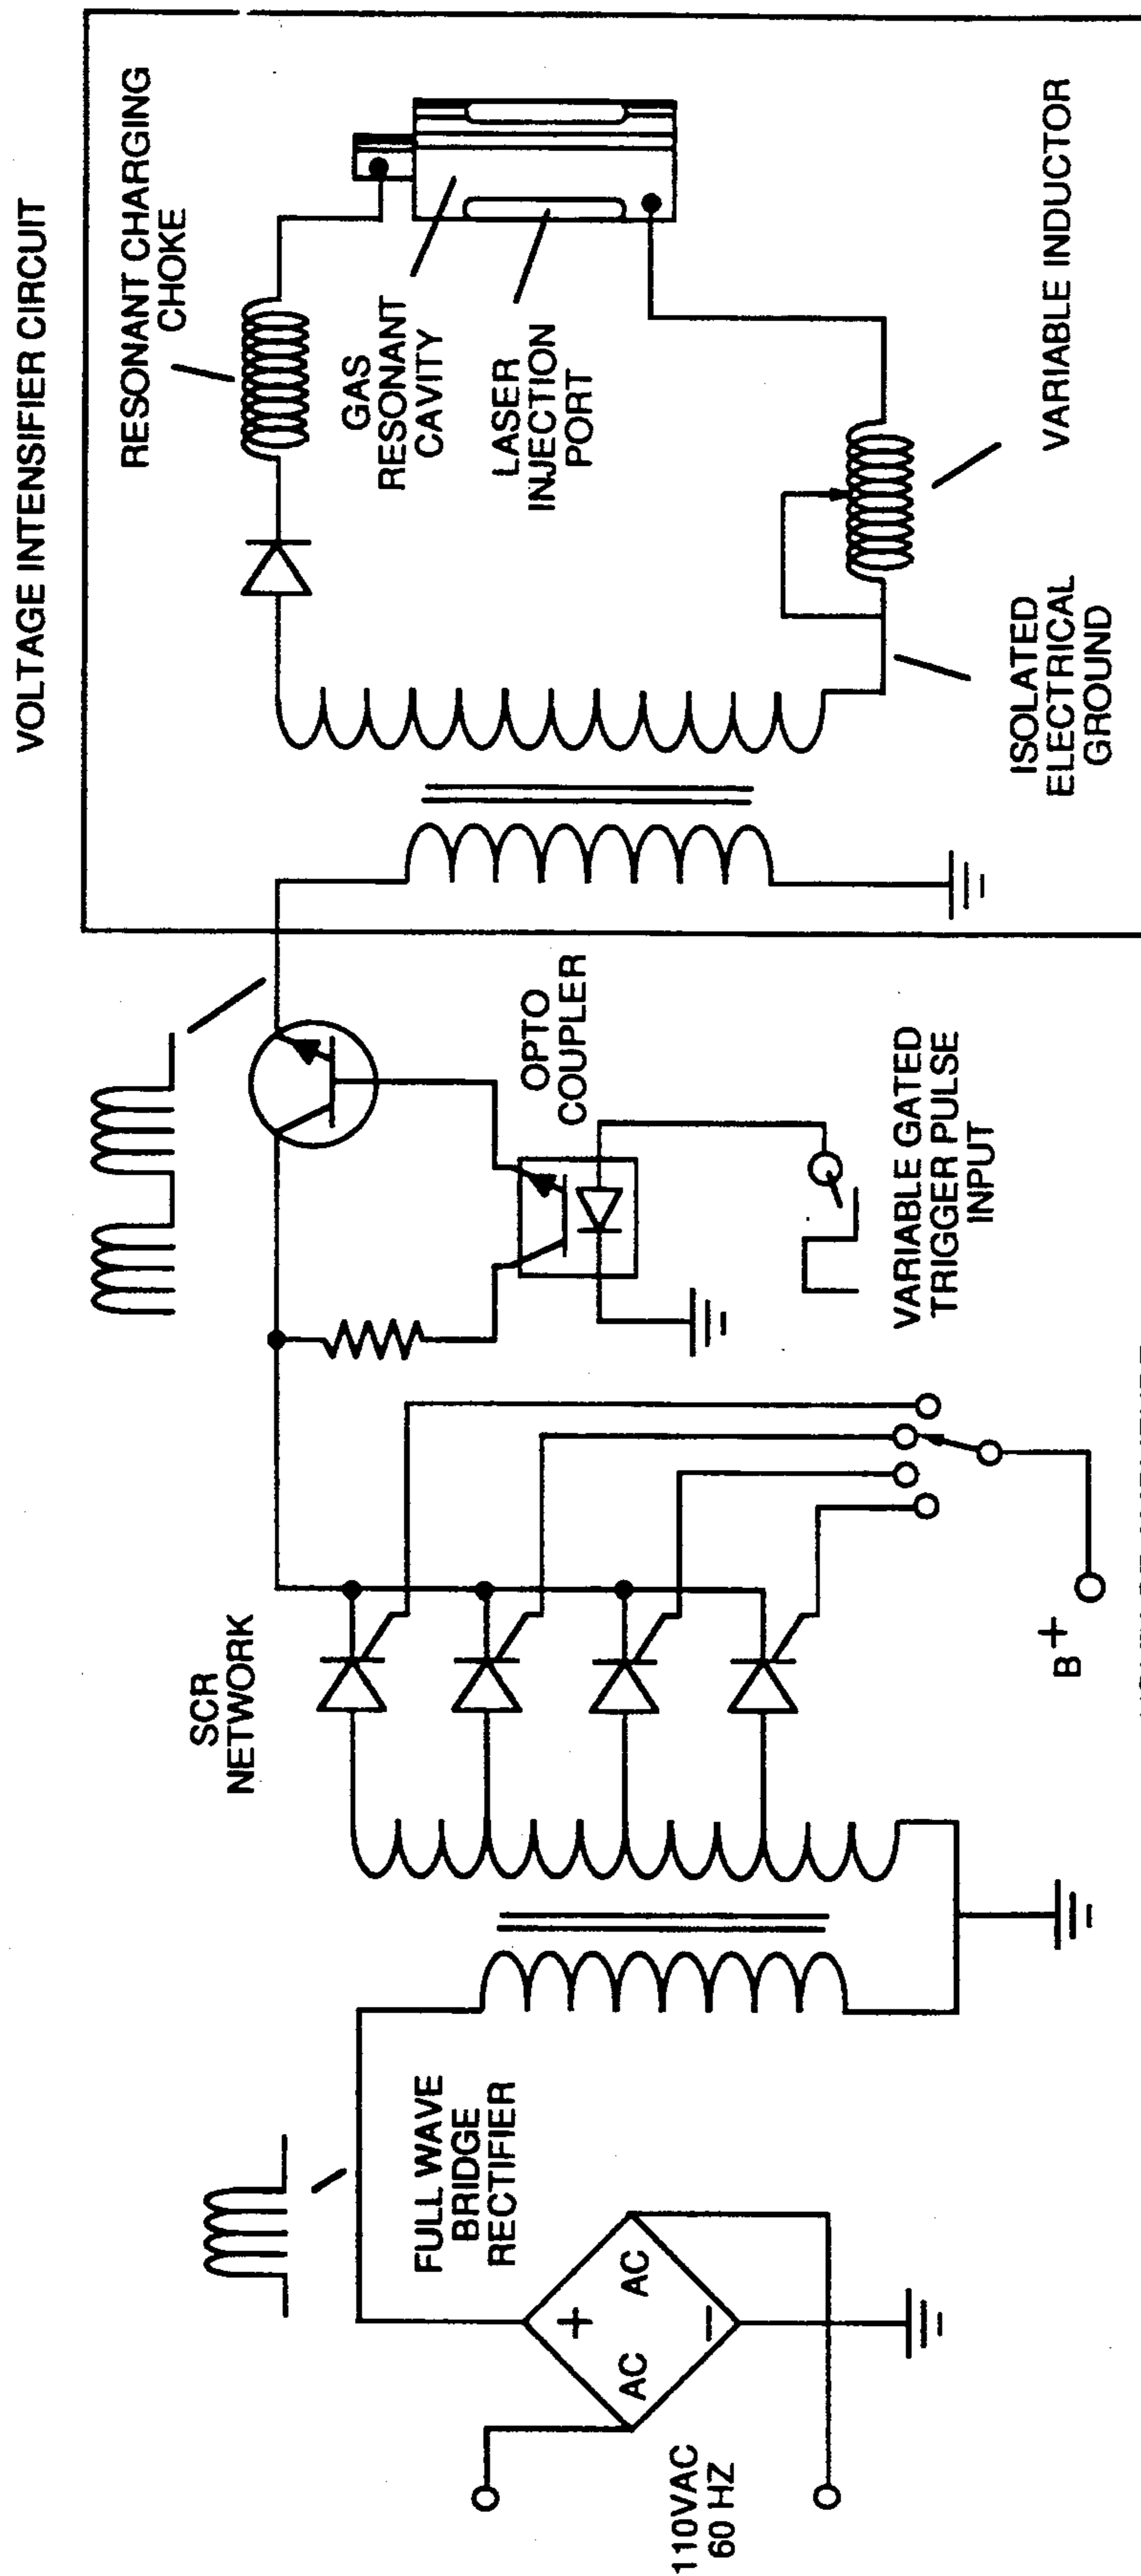 VOLTAGE INTENSIFIER CIRCUIT
RESONANT CHARGING
CHOKE
GAS
RESONANT
CAVITY
LASER
INJECTION
PORT
VARIABLE INDUCTOR
ISOLATED
ELECTRICAL
GROUND
OPTO
COUPLER
VARIABLE GATED
TRIGGER PULSE
INPUT
SCR
NETWORK
B+
FULL WAVE
BRIDGE
RECTIFIER
AC
+
AC
−
110VAC
60 HZ